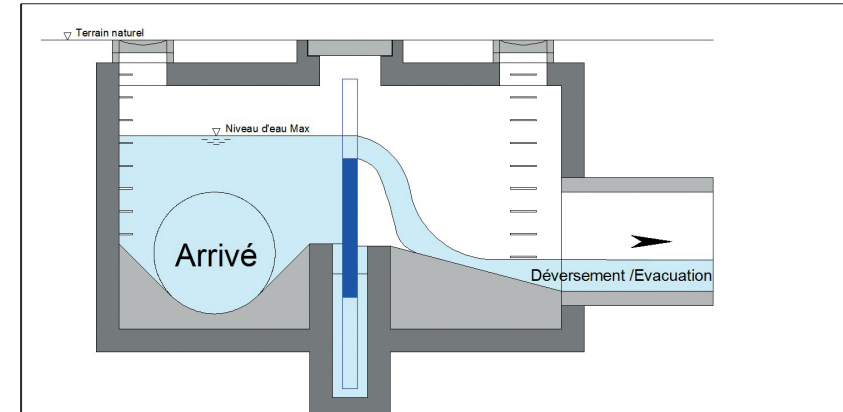 Terrain naturel
Niveau d'eau Max
Arrivé
Déversement /Evacuation